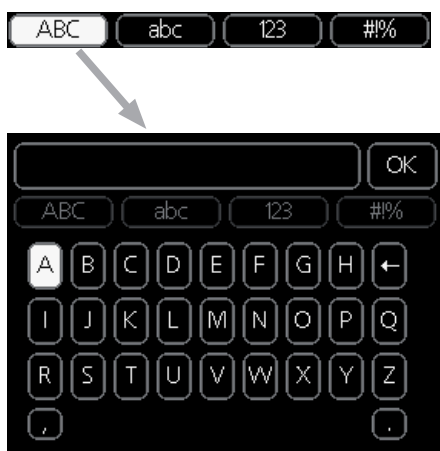 ABC abc 123 #!%
OK
ABC abc 123 #!%
A B C D E F G H ←
I J K L M N O P Q
R S T U V W X Y Z
, .